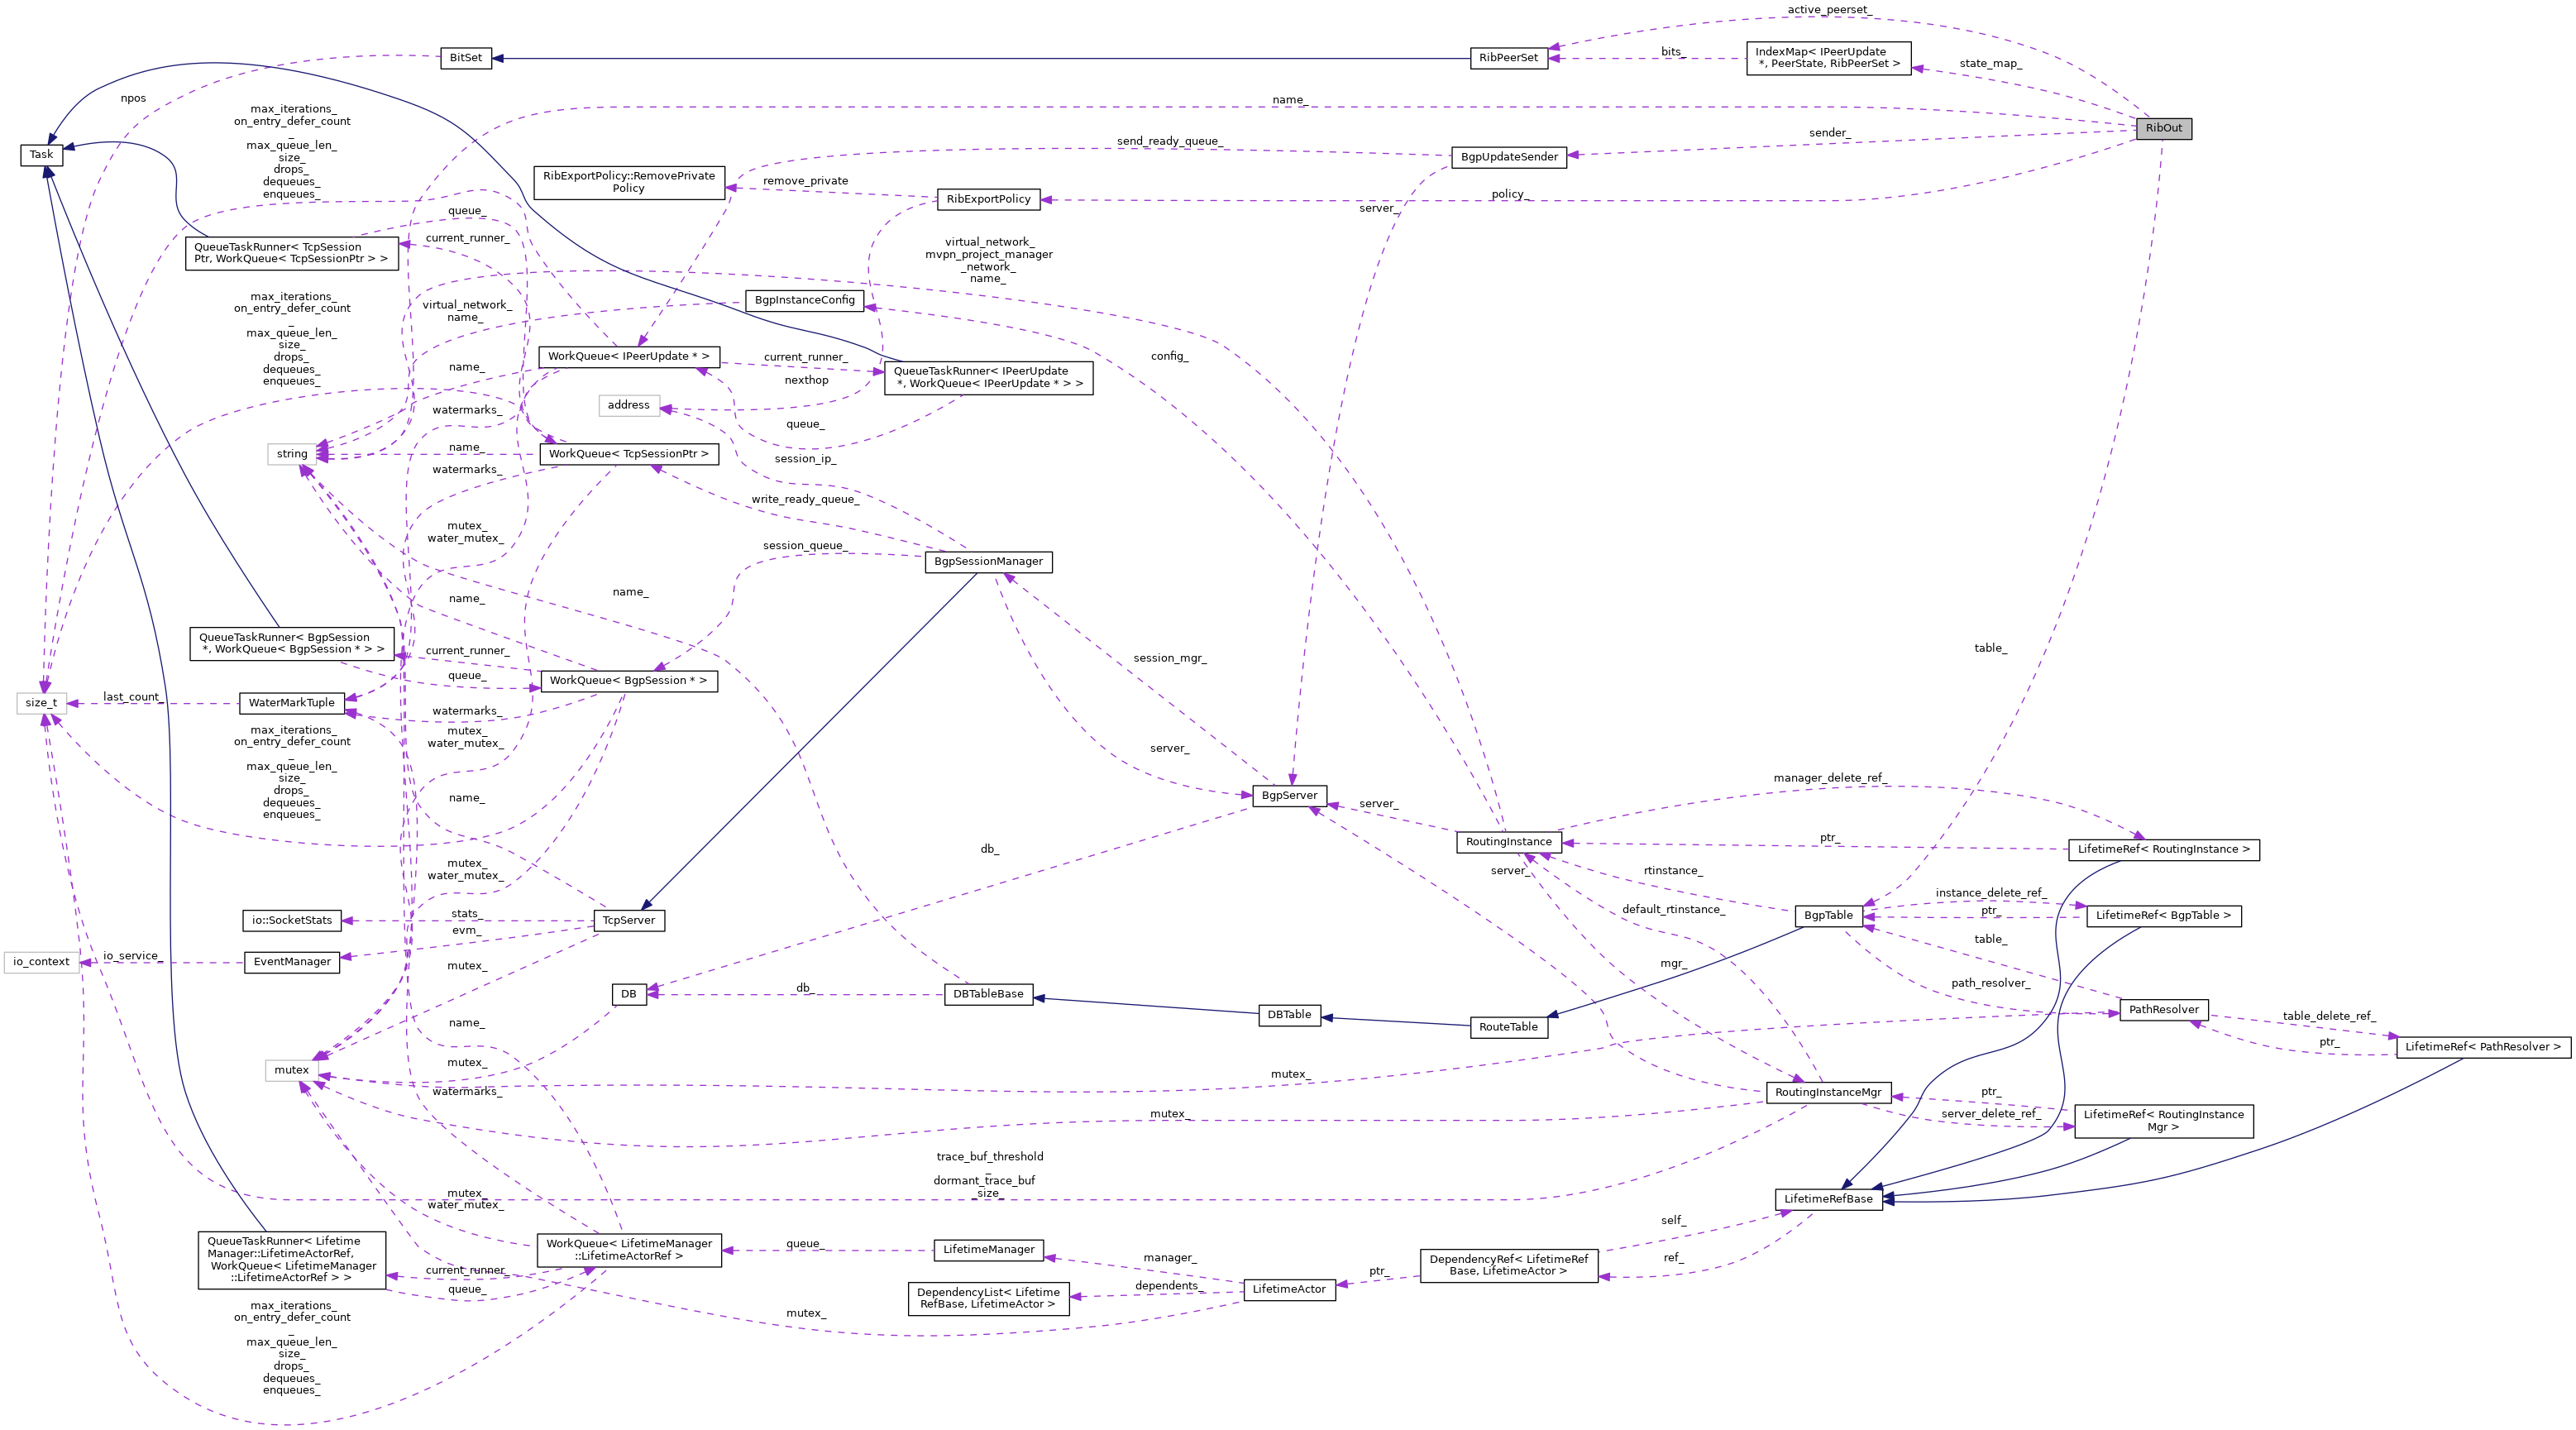 active_peerset_
BitSet
RibPeerSet
bits_
IndexMap< IPeerUpdate
*, PeerState, RibPeerSet >
state_map_
npos
name_
max_iterations_
on_entry_defer_count
_
max_queue_len_
size_
drops_
dequeues_
enqueues_
RibOut
sender_
send_ready_queue_
Task
BgpUpdateSender
RibExportPolicy::RemovePrivate
Policy
remove_private
RibExportPolicy
policy_
server_
queue_
current_runner_
QueueTaskRunner< TcpSession
Ptr, WorkQueue< TcpSessionPtr > >
virtual_network_
mvpn_project_manager
_network_
name_
max_iterations_
on_entry_defer_count
_
max_queue_len_
size_
drops_
dequeues_
enqueues_
virtual_network_
name_
BgpInstanceConfig
config_
WorkQueue< IPeerUpdate * >
current_runner_
name_
QueueTaskRunner< IPeerUpdate
*, WorkQueue< IPeerUpdate * > >
nexthop
address
watermarks_
queue_
string
name_
WorkQueue< TcpSessionPtr >
session_ip_
watermarks_
write_ready_queue_
mutex_
water_mutex_
session_queue_
BgpSessionManager
name_
name_
QueueTaskRunner< BgpSession
*, WorkQueue< BgpSession * > >
current_runner_
queue_
WorkQueue< BgpSession * >
session_mgr_
table_
size_t
last_count_
WaterMarkTuple
watermarks_
max_iterations_
on_entry_defer_count
_
max_queue_len_
size_
drops_
dequeues_
enqueues_
mutex_
water_mutex_
server_
name_
BgpServer
server_
manager_delete_ref_
RoutingInstance
ptr_
LifetimeRef< RoutingInstance >
db_
mutex_
water_mutex_
server_
rtinstance_
instance_delete_ref_
io::SocketStats
stats_
TcpServer
default_rtinstance_
BgpTable
ptr_
LifetimeRef< BgpTable >
evm_
table_
io_context
io_service_
EventManager
mutex_
mgr_
path_resolver_
DB
db_
DBTableBase
DBTable
RouteTable
PathResolver
table_delete_ref_
name_
ptr_
LifetimeRef< PathResolver >
mutex
mutex_
mutex_
watermarks_
RoutingInstanceMgr
ptr_
mutex_
server_delete_ref_
LifetimeRef< RoutingInstance
Mgr >
trace_buf_threshold
_
dormant_trace_buf
_size_
mutex_
water_mutex_
LifetimeRefBase
self_
QueueTaskRunner< Lifetime
Manager::LifetimeActorRef,
WorkQueue< LifetimeManager
::LifetimeActorRef > >
WorkQueue< LifetimeManager
::LifetimeActorRef >
queue_
LifetimeManager
manager_
ref_
DependencyRef< LifetimeRef
Base, LifetimeActor >
current_runner_
queue_
ptr_
dependents_
LifetimeActor
DependencyList< Lifetime
RefBase, LifetimeActor >
mutex_
max_iterations_
on_entry_defer_count
_
max_queue_len_
size_
drops_
dequeues_
enqueues_